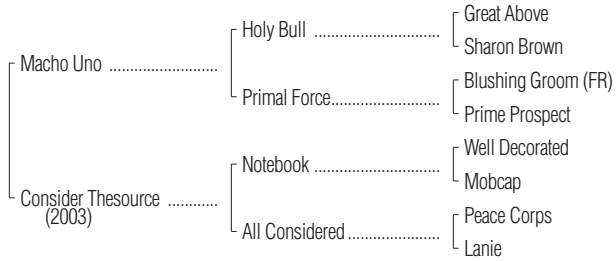 Great Above
Holy Bull ........................
Sharon Brown
Macho Uno ....................
Blushing Groom (FR)
Primal Force.....................
Prime Prospect
Well Decorated
Notebook ........................
Mobcap
Consider Thesource .........
(2003)
Peace Corps
All Considered..................
Lanie